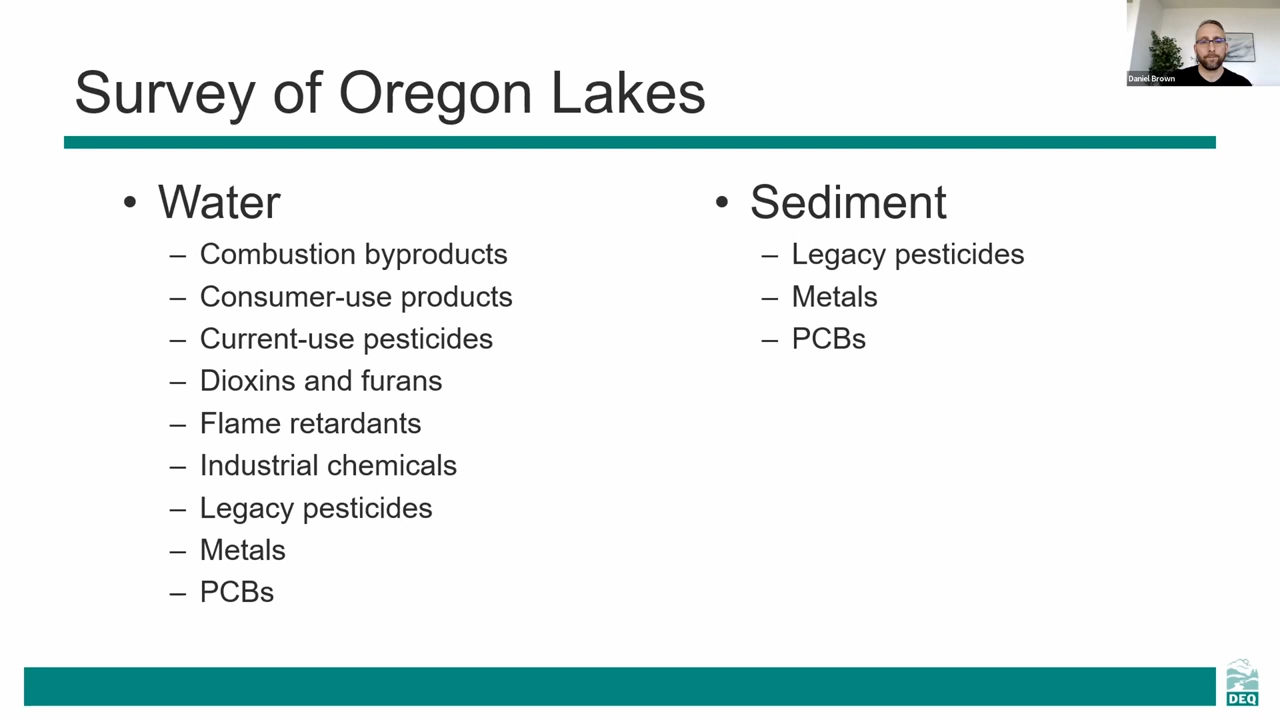 Survey of Oregon Lakes
Daniel Brown
• Water
– Combustion byproducts
– Consumer-use products
– Current-use pesticides
– Dioxins and furans
– Flame retardants
– Industrial chemicals
– Legacy pesticides
– Metals
– PCBs
• Sediment
– Legacy pesticides
– Metals
– PCBs
DEQ